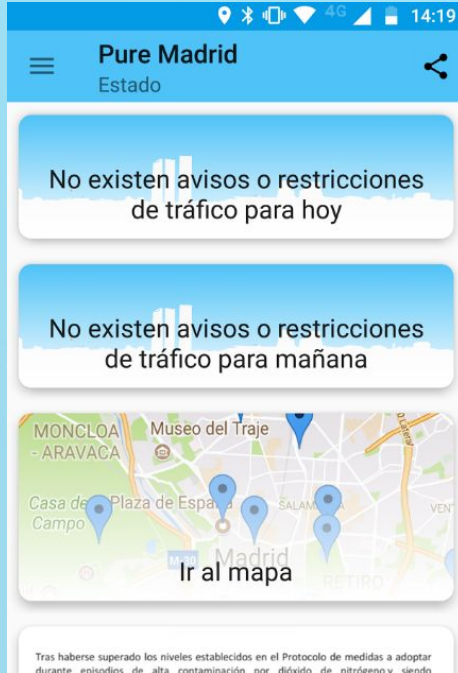 4G 14:19
Pure Madrid
Estado
No existen avisos o restricciones
de tráfico para hoy
No existen avisos o restricciones
de tráfico para mañana
MONCLOA
- ARAVACA
Museo del Traje
Casa de
Campo
Plaza de España
SALAM
VEN
M-30
Madrid
RETIRO
Ir al mapa
Tras haberse superado los niveles establecidos en el Protocolo de medidas a adoptar
durante episodios de alta contaminación por dióxido de nitrógeno y siendo